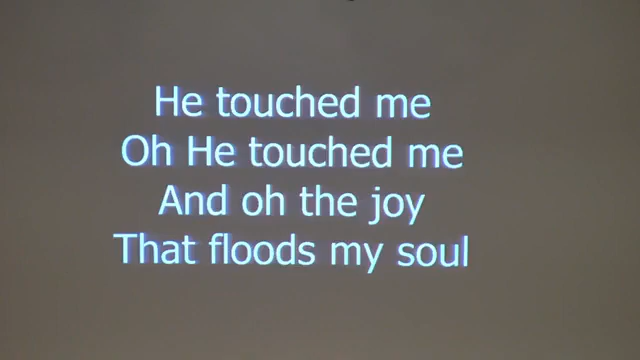 He touched me
Oh He touched me
And oh the joy
That floods my soul